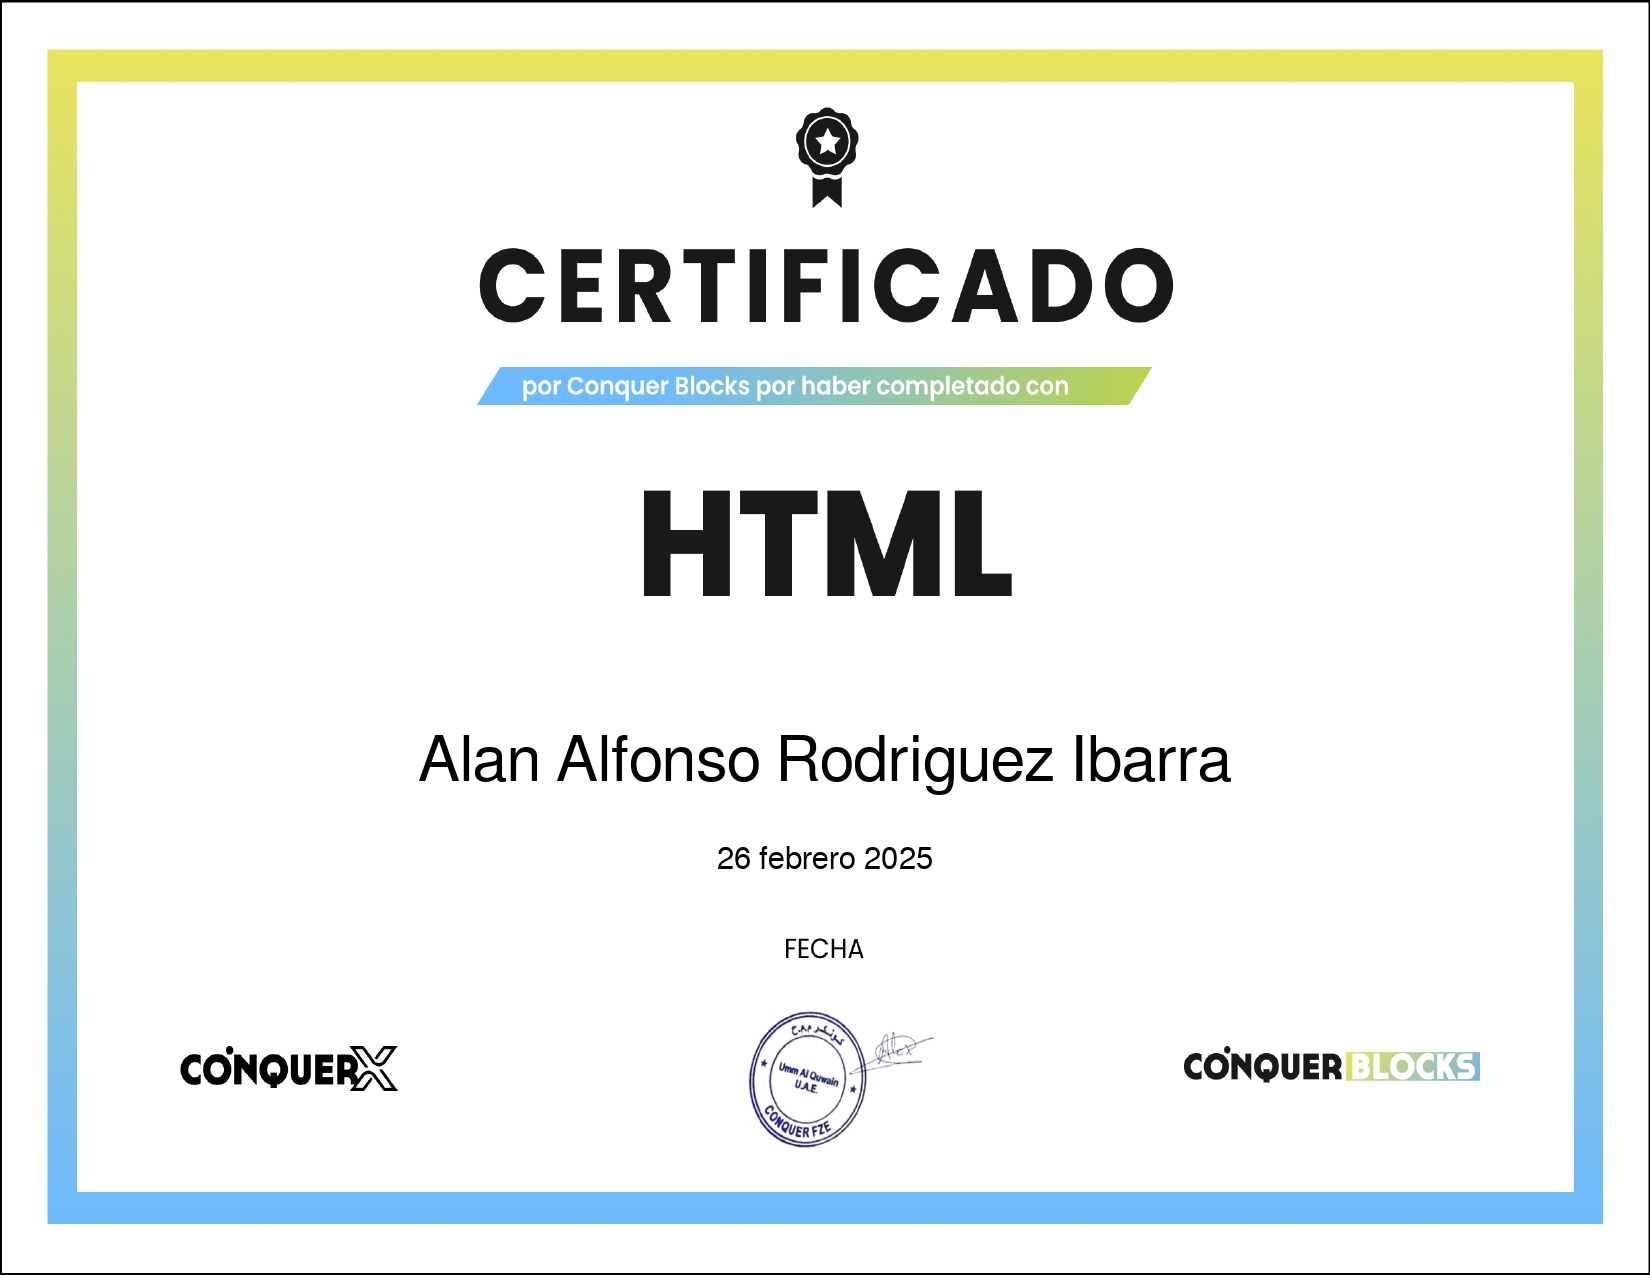 CERTIFICADO
por Conquer Blocks por haber completado con
HTML
Alan Alfonso Rodriguez Ibarra
26 febrero 2025
FECHA
CONQUERX
كونكر م.م.ح
Umm Al Quwain
U.A.E.
CONQUER FZE
Alex
CONQUER BLOCKS